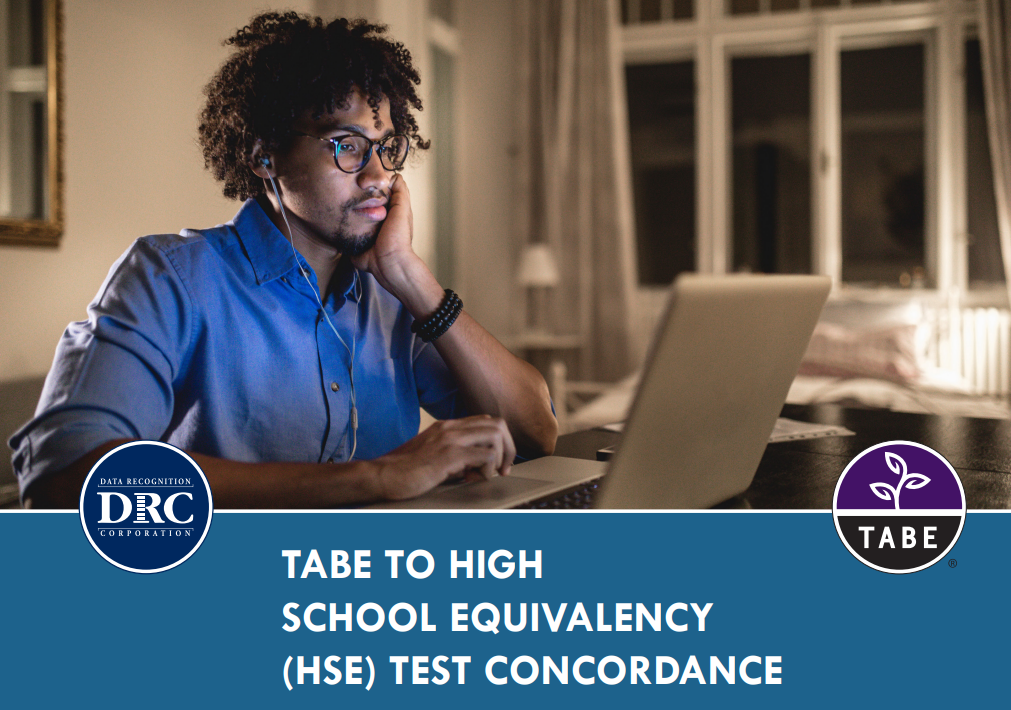 DATA RECOGNITION
DRC
CORPORATION
TABE
®
TABE TO HIGH
SCHOOL EQUIVALENCY
(HSE) TEST CONCORDANCE